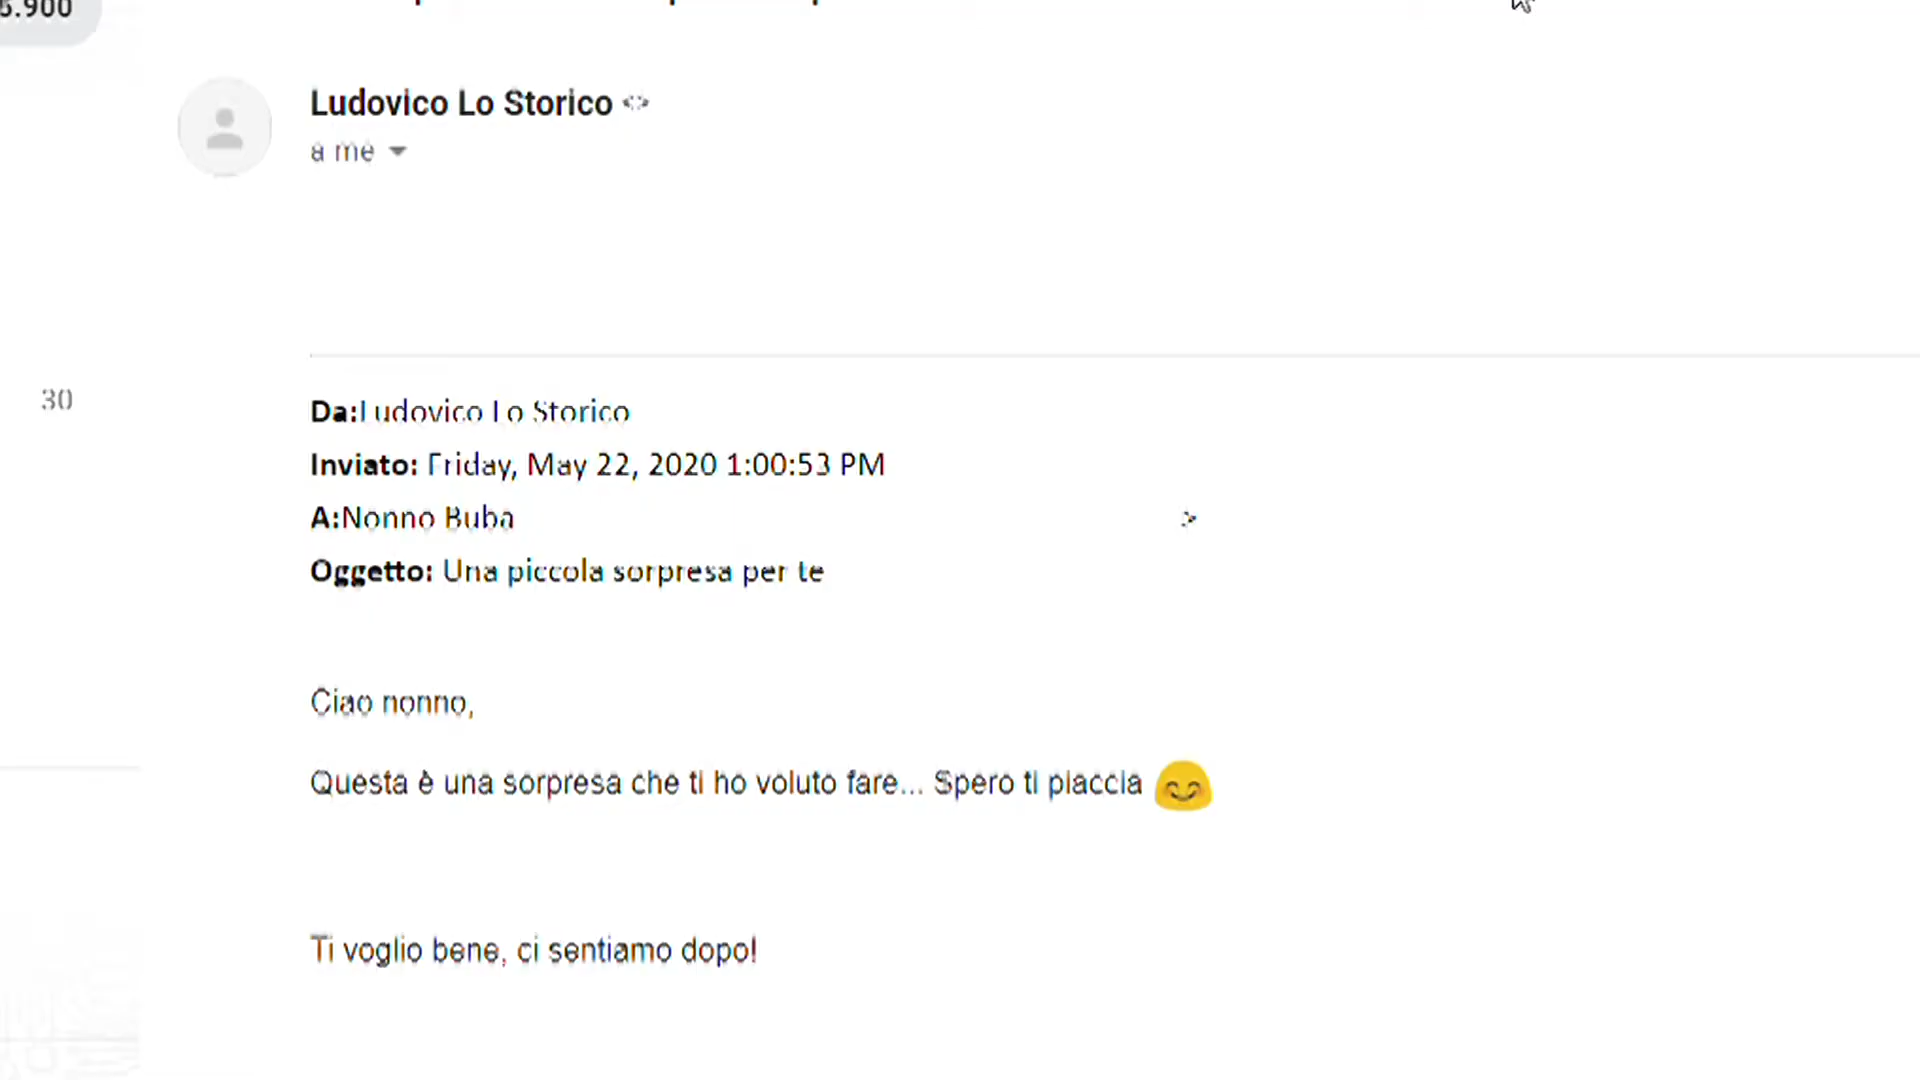 5.900
Ludovico Lo Storico <>
a me
30
Da:Ludovico Lo Storico
Inviato: Friday, May 22, 2020 1:00:53 PM
A:Nonno Buba >
Oggetto: Una piccola sorpresa per te
Ciao nonno,
Questa è una sorpresa che ti ho voluto fare... Spero ti piaccia 😊
Ti voglio bene, ci sentiamo dopo!